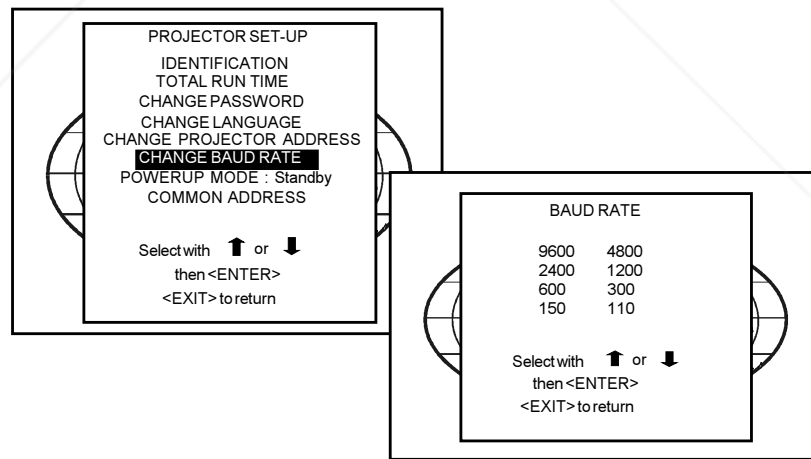 PROJECTOR SET-UP
IDENTIFICATION
TOTAL RUN TIME
CHANGE PASSWORD
CHANGE LANGUAGE
CHANGE PROJECTOR ADDRESS
CHANGE BAUD RATE
POWERUP MODE : Standby
COMMON ADDRESS
Select with ⬆ or ⬇
then <ENTER>
<EXIT> to return
BAUD RATE
9600 4800
2400 1200
600 300
150 110
Select with ⬆ or ⬇
then <ENTER>
<EXIT> to return